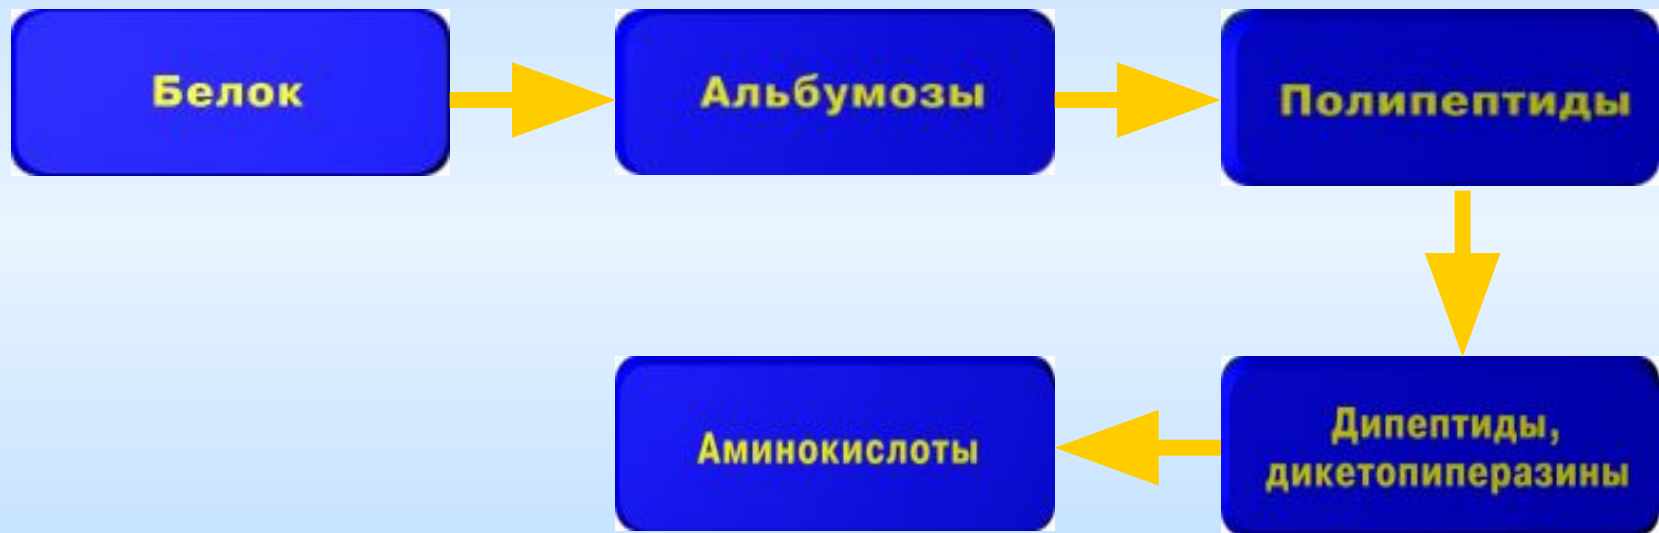 Белок
Альбумозы
Полипептиды
Дипептиды,
дикетопиперазины
Аминокислоты